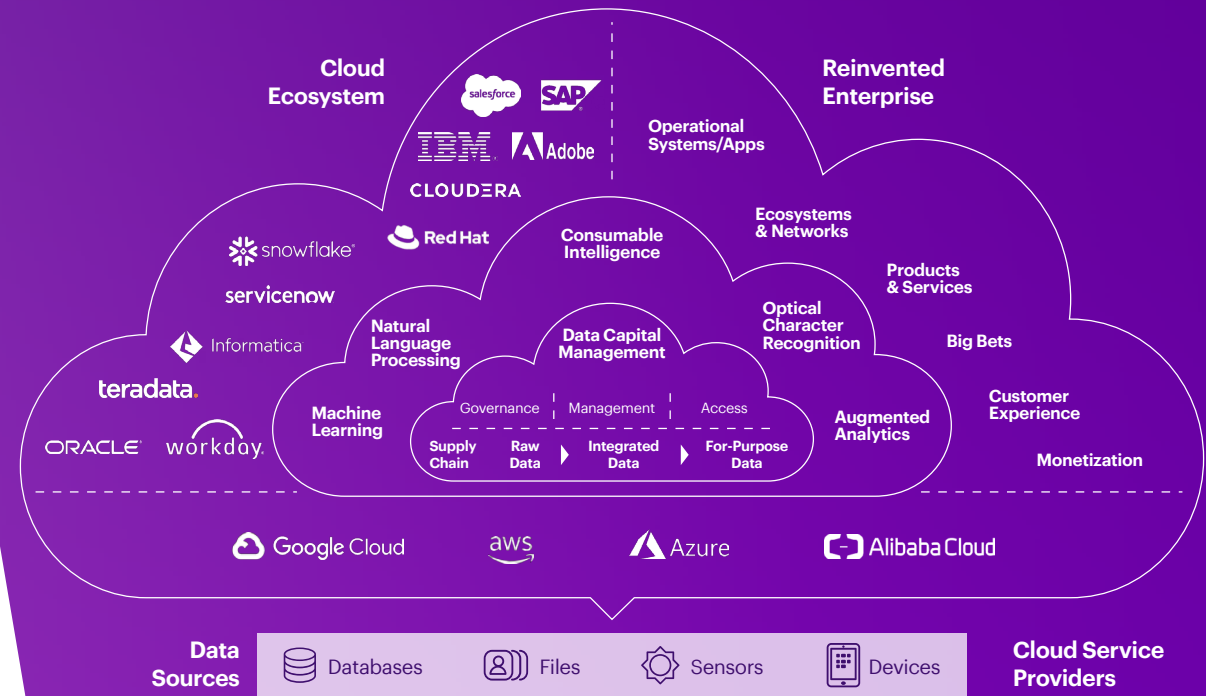 Cloud
Ecosystem
salesforce
SAP
IBM
Adobe
CLOUDERA
Red Hat
snowflake
servicenow
Informatica
teradata.
ORACLE
workday.
Reinvented
Enterprise
Operational
Systems/Apps
Ecosystems
& Networks
Products
& Services
Big Bets
Customer
Experience
Monetization
Consumable
Intelligence
Natural
Language
Processing
Optical
Character
Recognition
Machine
Learning
Augmented
Analytics
Data Capital
Management
Governance
Management
Access
Supply
Chain
Raw
Data
Integrated
Data
For-Purpose
Data
Google Cloud
aws
Azure
Alibaba Cloud
Data
Sources
Databases
Files
Sensors
Devices
Cloud Service
Providers